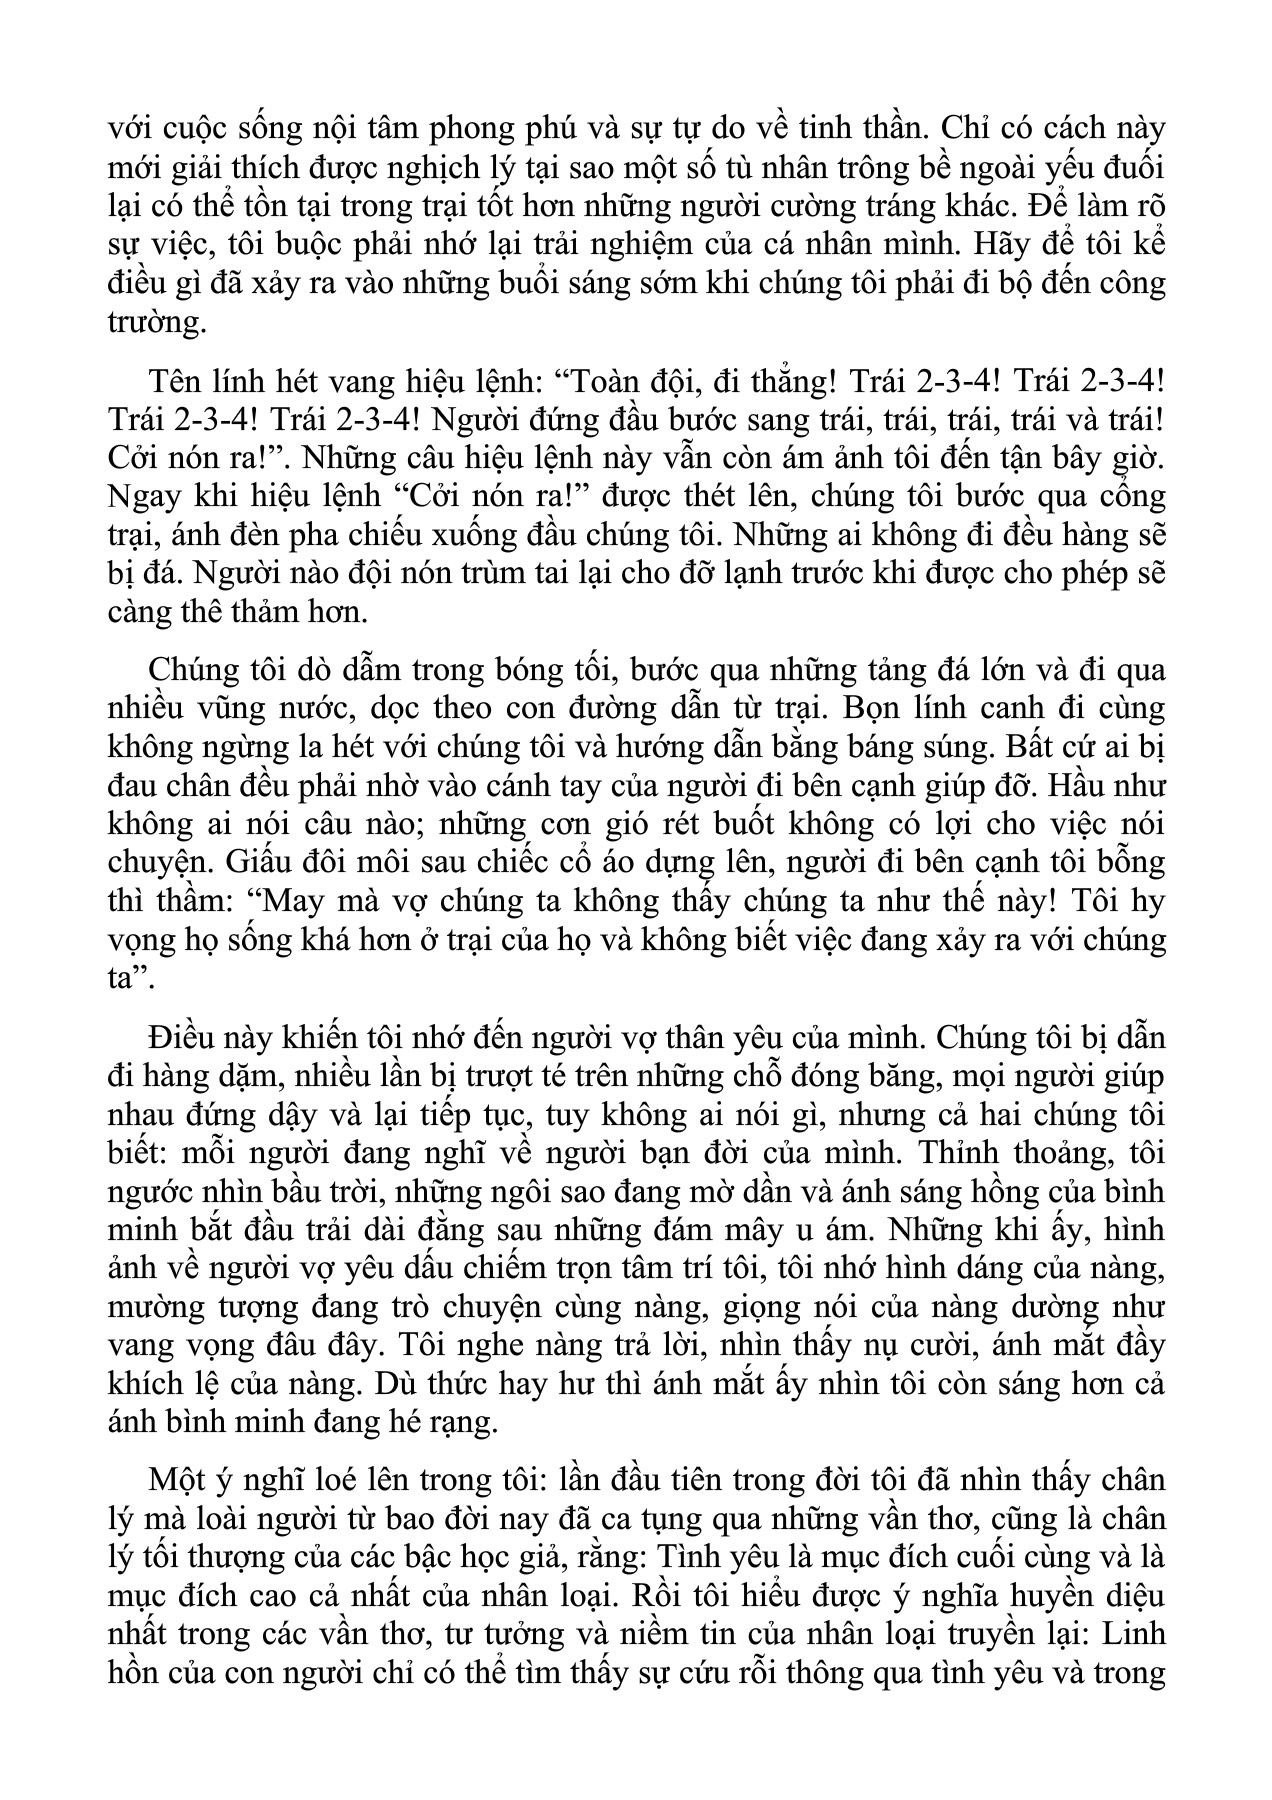 với cuộc sống nội tâm phong phú và sự tự do về tinh thần. Chỉ có cách này
mới giải thích được nghịch lý tại sao một số tù nhân trông bề ngoài yếu đuối
lại có thể tồn tại trong trại tốt hơn những người cường tráng khác. Để làm rõ
sự việc, tôi buộc phải nhớ lại trải nghiệm của cá nhân mình. Hãy để tôi kể
điều gì đã xảy ra vào những buổi sáng sớm khi chúng tôi phải đi bộ đến công
trường.
Tên lính hét vang hiệu lệnh: “Toàn đội, đi thẳng! Trái 2-3-4! Trái 2-3-4!
Trái 2-3-4! Trái 2-3-4! Người đứng đầu bước sang trái, trái, trái, trái và trái!
Cởi nón ra!”. Những câu hiệu lệnh này vẫn còn ám ảnh tôi đến tận bây giờ.
Ngay khi hiệu lệnh “Cởi nón ra!” được thét lên, chúng tôi bước qua cổng
trại, ánh đèn pha chiếu xuống đầu chúng tôi. Những ai không đi đều hàng sẽ
bị đá. Người nào đội nón trùm tai lại cho đỡ lạnh trước khi được cho phép sẽ
càng thê thảm hơn.
Chúng tôi dò dẫm trong bóng tối, bước qua những tảng đá lớn và đi qua
nhiều vũng nước, dọc theo con đường dẫn từ trại. Bọn lính canh đi cùng
không ngừng la hét với chúng tôi và hướng dẫn bằng báng súng. Bất cứ ai bị
đau chân đều phải nhờ vào cánh tay của người đi bên cạnh giúp đỡ. Hầu như
không ai nói câu nào; những cơn gió rét buốt không có lợi cho việc nói
chuyện. Giấu đôi môi sau chiếc cổ áo dựng lên, người đi bên cạnh tôi bỗng
thì thầm: “May mà vợ chúng ta không thấy chúng ta như thế này! Tôi hy
vọng họ sống khá hơn ở trại của họ và không biết việc đang xảy ra với chúng
ta”.
Điều này khiến tôi nhớ đến người vợ thân yêu của mình. Chúng tôi bị dẫn
đi hàng dặm, nhiều lần bị trượt té trên những chỗ đóng băng, mọi người giúp
nhau đứng dậy và lại tiếp tục, tuy không ai nói gì, nhưng cả hai chúng tôi
biết: mỗi người đang nghĩ về người bạn đời của mình. Thỉnh thoảng, tôi
ngước nhìn bầu trời, những ngôi sao đang mờ dần và ánh sáng hồng của bình
minh bắt đầu trải dài đằng sau những đám mây u ám. Những khi ấy, hình
ảnh về người vợ yêu dấu chiếm trọn tâm trí tôi, tôi nhớ hình dáng của nàng,
mường tượng đang trò chuyện cùng nàng, giọng nói của nàng dường như
vang vọng đâu đây. Tôi nghe nàng trả lời, nhìn thấy nụ cười, ánh mắt đầy
khích lệ của nàng. Dù thức hay hư thì ánh mắt ấy nhìn tôi còn sáng hơn cả
ánh bình minh đang hé rạng.
Một ý nghĩ loé lên trong tôi: lần đầu tiên trong đời tôi đã nhìn thấy chân
lý mà loài người từ bao đời nay đã ca tụng qua những vần thơ, cũng là chân
lý tối thượng của các bậc học giả, rằng: Tình yêu là mục đích cuối cùng và là
mục đích cao cả nhất của nhân loại. Rồi tôi hiểu được ý nghĩa huyền diệu
nhất trong các vần thơ, tư tưởng và niềm tin của nhân loại truyền lại: Linh
hồn của con người chỉ có thể tìm thấy sự cứu rỗi thông qua tình yêu và trong